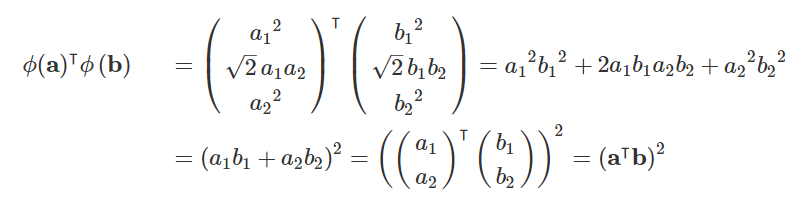 ϕ(𝐚)ᵀϕ(𝐛) = (a₁² √2 a₁a₂ a₂²)ᵀ (b₁² √2 b₁b₂ b₂²) = a₁²b₁² + 2a₁b₁a₂b₂ + a₂²b₂²
= (a₁b₁ + a₂b₂)² = ((a₁ a₂)ᵀ (b₁ b₂))² = (𝐚ᵀ𝐛)²